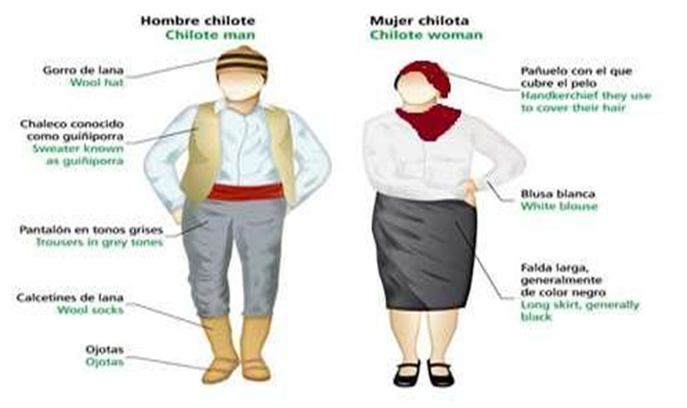 Hombre chilote
Chilote man
Gorro de lana
Wool hat
Chaleco conocido
como guiñiporra
Sweater known
as guiñiporra
Pantalón en tonos grises
Trousers in grey tones
Calcetines de lana
Wool socks
Ojotas
Ojotas
Mujer chilota
Chilote woman
Pañuelo con el que
cubre el pelo
Handkerchief they use
to cover their hair
Blusa blanca
White blouse
Falda larga,
generalmente
de color negro
Long skirt, generally
black